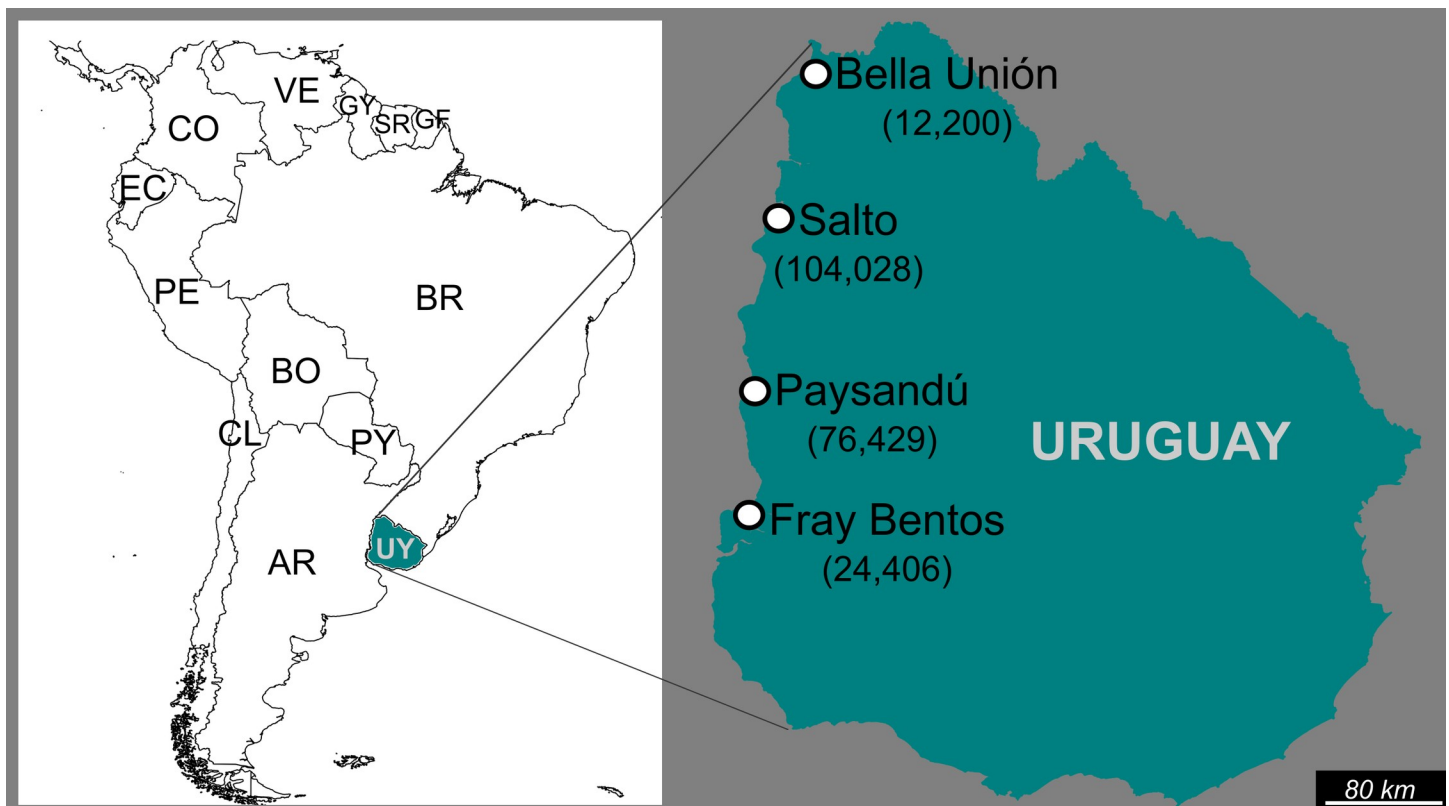 VE
GY
SR
GF
CO
EC
PE
BR
BO
CL
PY
UY
AR
Bella Unión
(12,200)
Salto
(104,028)
Paysandú
(76,429)
URUGUAY
Fray Bentos
(24,406)
80 km